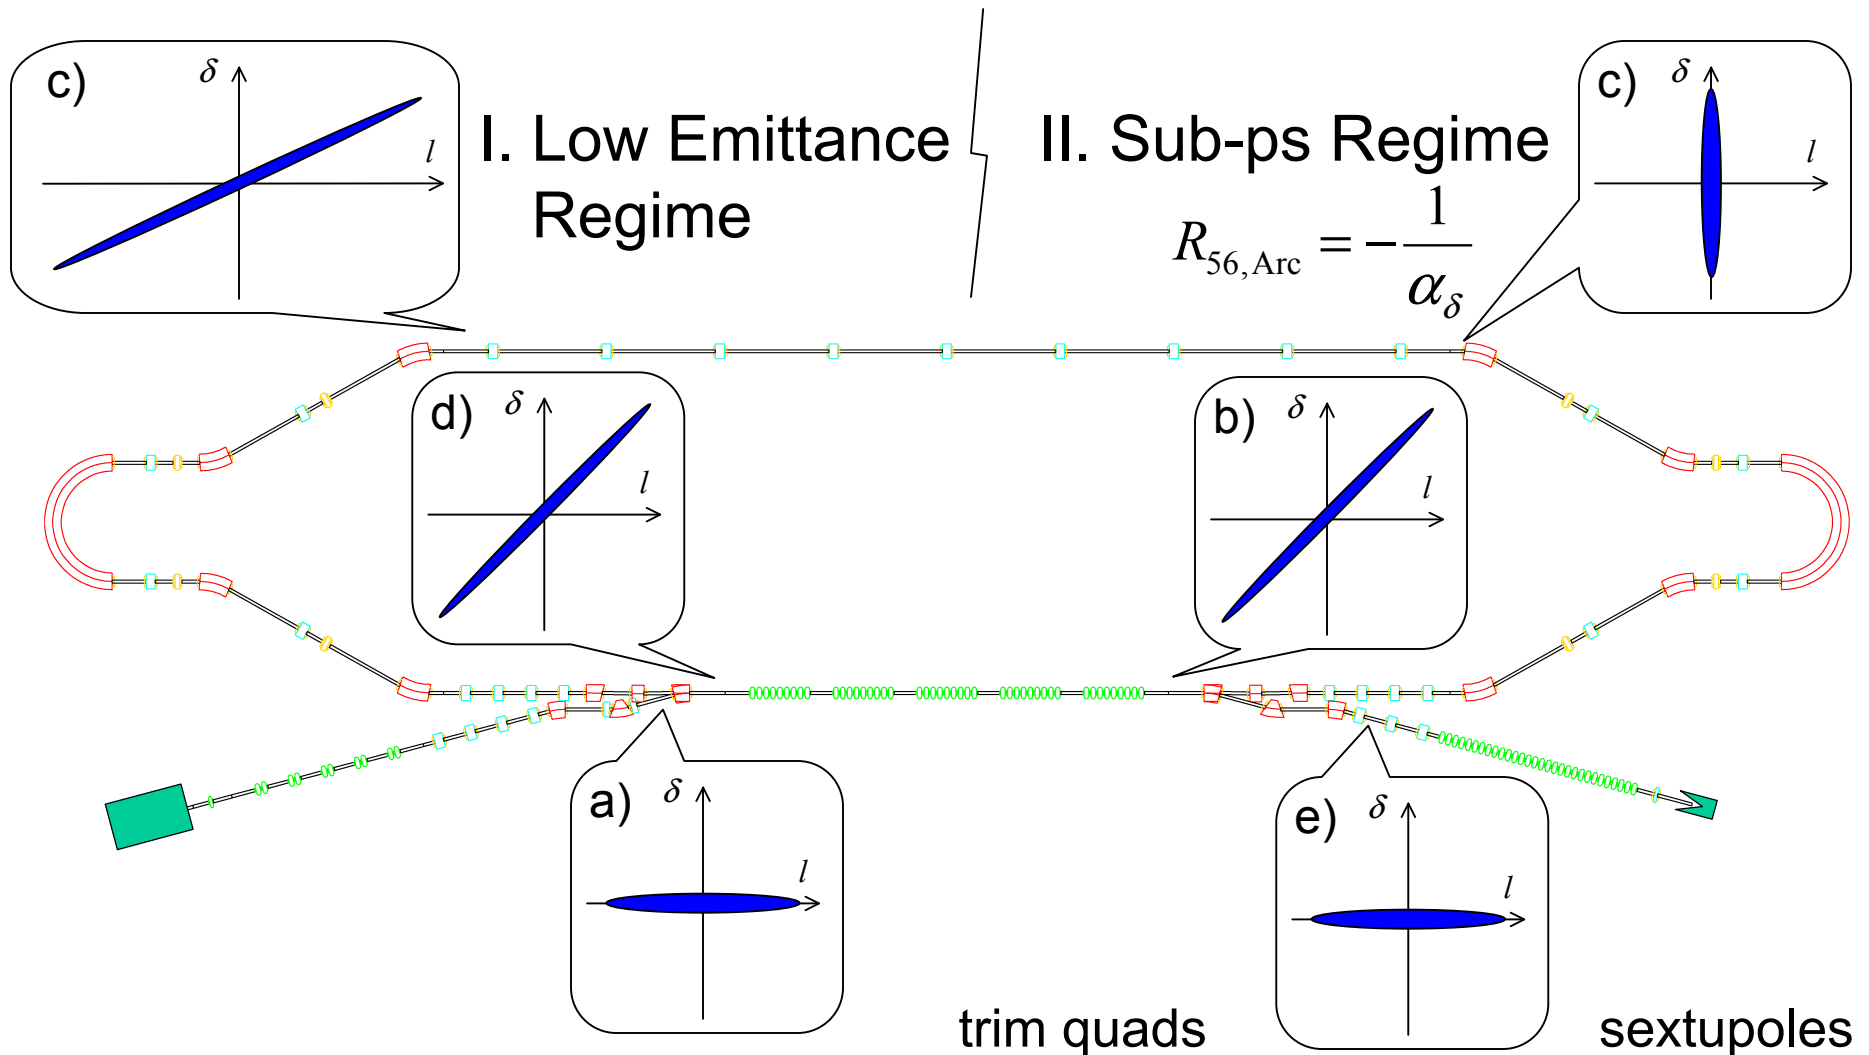 c)
δ
l
I. Low Emittance
Regime
II. Sub-ps Regime
R56,Arc = - 1/αδ
c)
δ
l
d)
δ
l
b)
δ
l
a)
δ
l
e)
δ
l
trim quads
sextupoles